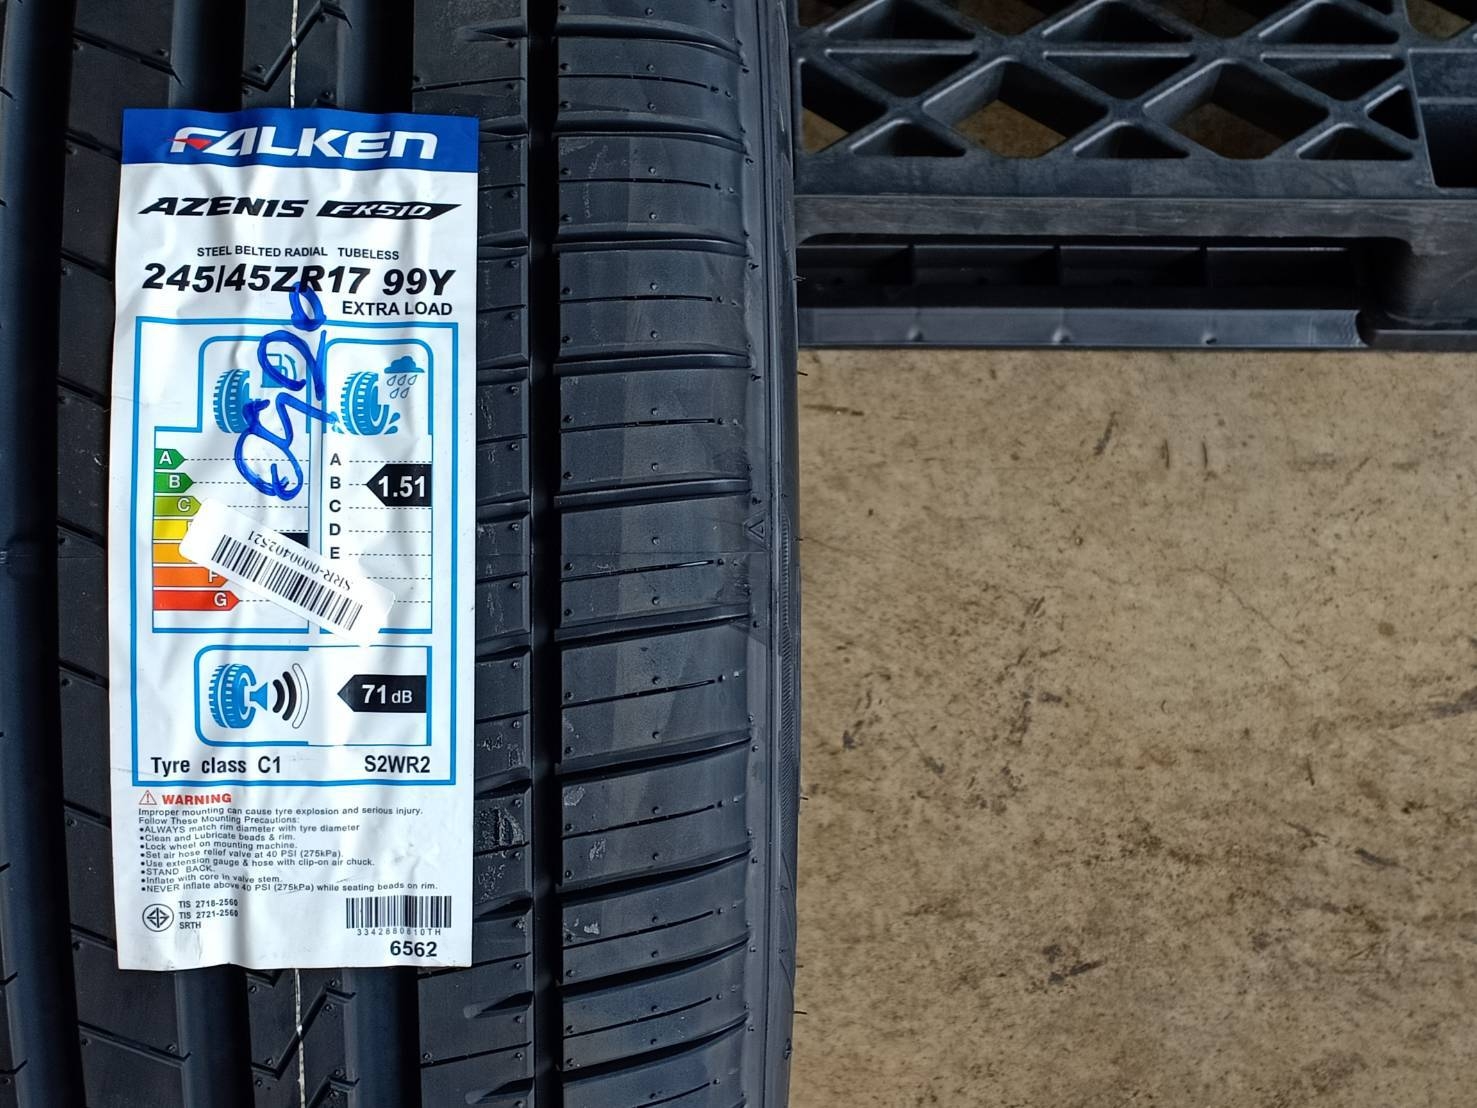 FALKEN
AZENIS FK510
STEEL BELTED RADIAL TUBELESS
245/45ZR17 99Y
EXTRA LOAD
A
B
C
F
G
A
B
C
D
E
1.51
SRR-0000402521
71 dB
Tyre class C1 S2WR2
WARNING
Improper mounting can cause tyre explosion and serious injury.
Follow These Mounting Precautions:
•ALWAYS match rim diameter with tyre diameter
•Clean and Lubricate beads & rim.
•Lock wheel on mounting machine.
•Set air hose relief valve at 40 PSI (275kPa).
•Use extension gauge & hose with clip-on air chuck.
•STAND BACK.
•Inflate with core in valve stem.
•NEVER inflate above 40 PSI (275kPa) while seating beads on rim.
TIS 2718-2560
TIS 2721-2560
SRTH
3342880610TH
6562